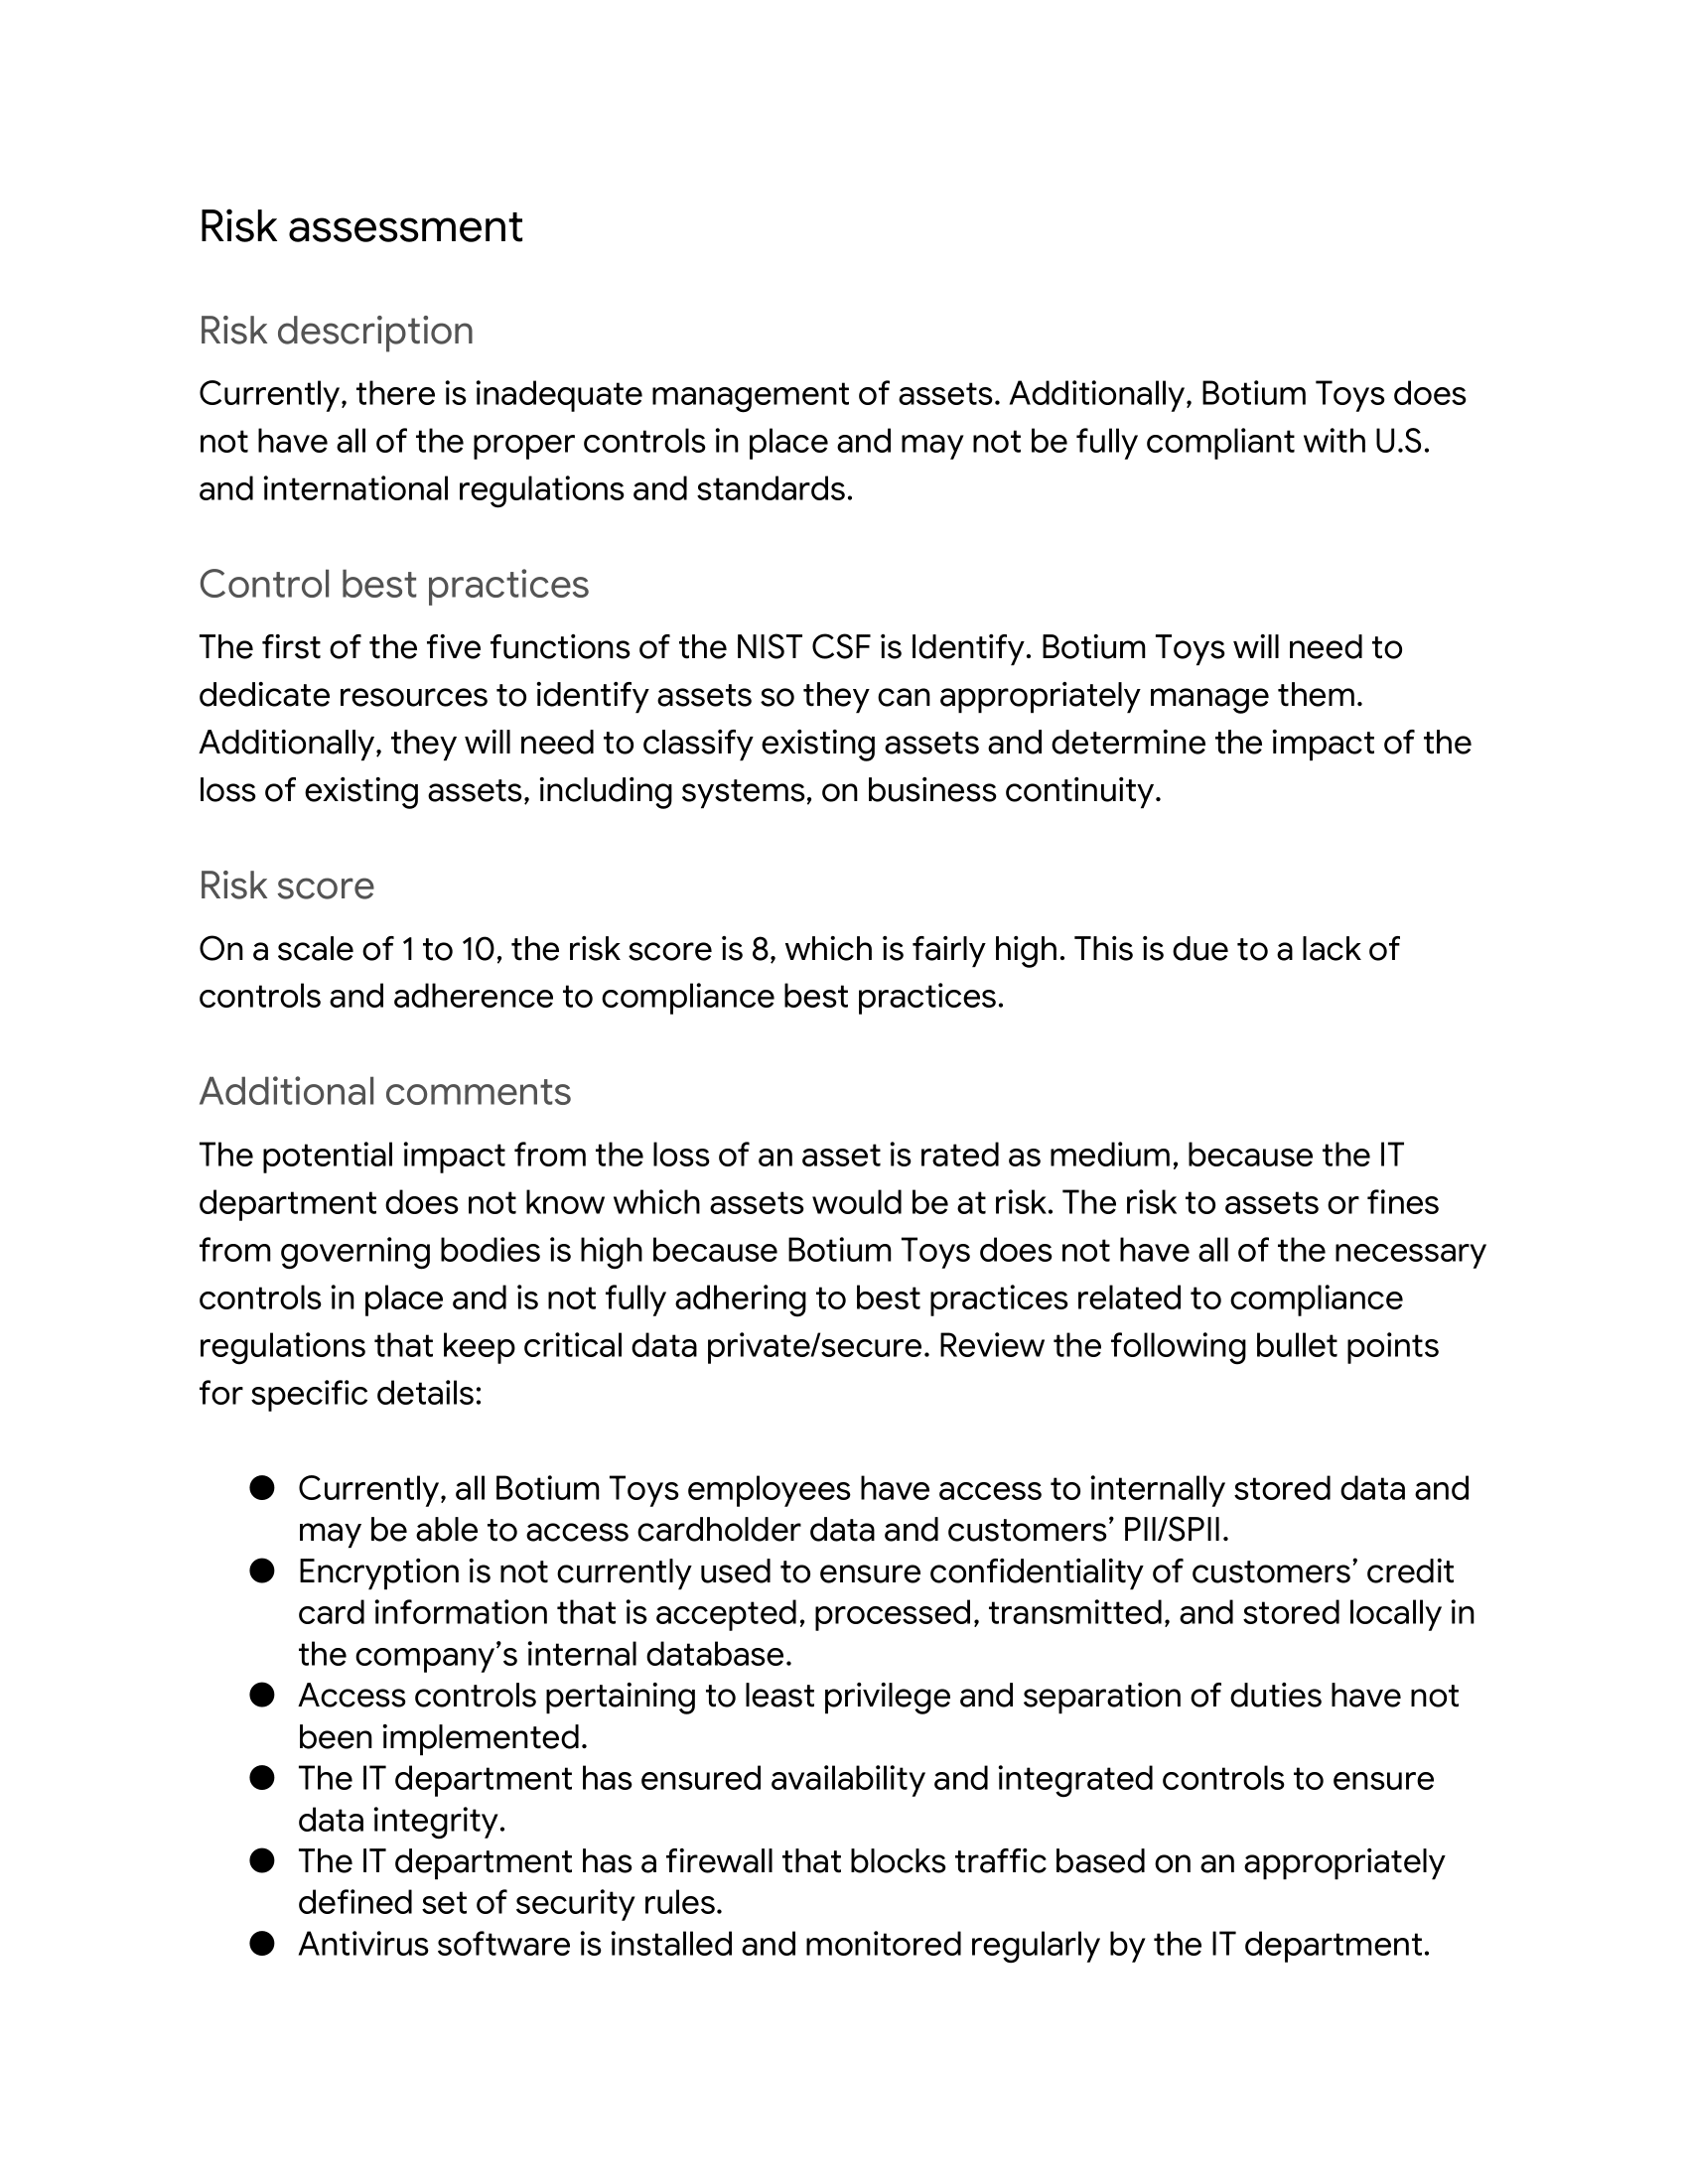 Risk assessment
Risk description
Currently, there is inadequate management of assets. Additionally, Botium Toys does
not have all of the proper controls in place and may not be fully compliant with U.S.
and international regulations and standards.
Control best practices
The first of the five functions of the NIST CSF is Identify. Botium Toys will need to
dedicate resources to identify assets so they can appropriately manage them.
Additionally, they will need to classify existing assets and determine the impact of the
loss of existing assets, including systems, on business continuity.
Risk score
On a scale of 1 to 10, the risk score is 8, which is fairly high. This is due to a lack of
controls and adherence to compliance best practices.
Additional comments
The potential impact from the loss of an asset is rated as medium, because the IT
department does not know which assets would be at risk. The risk to assets or fines
from governing bodies is high because Botium Toys does not have all of the necessary
controls in place and is not fully adhering to best practices related to compliance
regulations that keep critical data private/secure. Review the following bullet points
for specific details:
● Currently, all Botium Toys employees have access to internally stored data and
may be able to access cardholder data and customers’ PII/SPII.
● Encryption is not currently used to ensure confidentiality of customers’ credit
card information that is accepted, processed, transmitted, and stored locally in
the company’s internal database.
● Access controls pertaining to least privilege and separation of duties have not
been implemented.
● The IT department has ensured availability and integrated controls to ensure
data integrity.
● The IT department has a firewall that blocks traffic based on an appropriately
defined set of security rules.
● Antivirus software is installed and monitored regularly by the IT department.